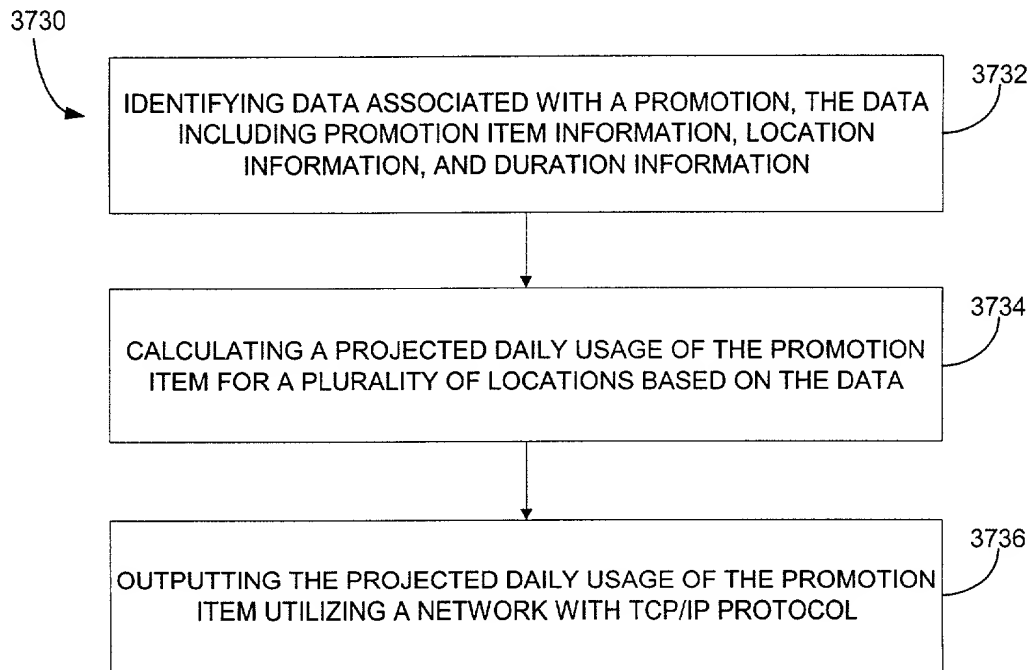 3730
3732
IDENTIFYING DATA ASSOCIATED WITH A PROMOTION, THE DATA
INCLUDING PROMOTION ITEM INFORMATION, LOCATION
INFORMATION, AND DURATION INFORMATION
3734
CALCULATING A PROJECTED DAILY USAGE OF THE PROMOTION
ITEM FOR A PLURALITY OF LOCATIONS BASED ON THE DATA
3736
OUTPUTTING THE PROJECTED DAILY USAGE OF THE PROMOTION
ITEM UTILIZING A NETWORK WITH TCP/IP PROTOCOL